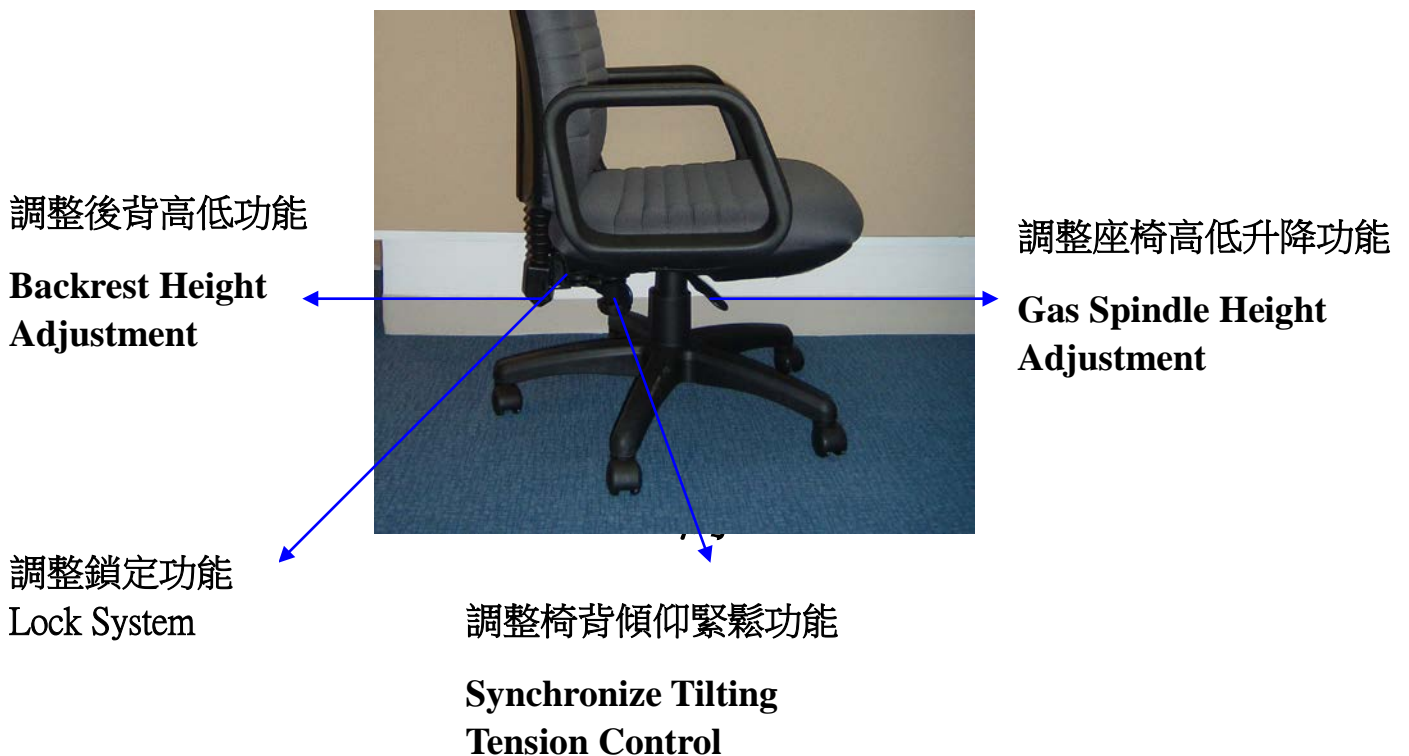 調整後背高低功能
Backrest Height
Adjustment
調整座椅高低升降功能
Gas Spindle Height
Adjustment
調整鎖定功能
Lock System
調整椅背傾仰緊鬆功能
Synchronize Tilting
Tension Control